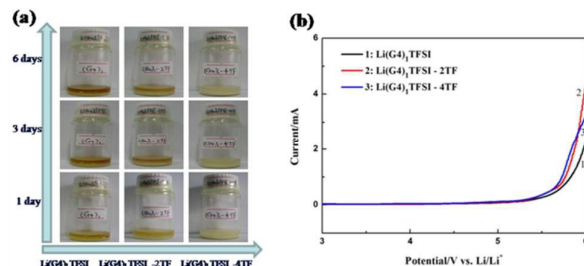 (a)
6 days
3 days
1 day
Li(G4)₁TFSI Li(G4)₁TFSI -2TF Li(G4)₁TFSI -4TF
(b)
1: Li(G4)₁TFSI
2: Li(G4)₁TFSI - 2TF
3: Li(G4)₁TFSI - 4TF
Current/mA
6
4
2
0
2
3
1
3 4 5 6
Potential/V vs. Li/Li⁺